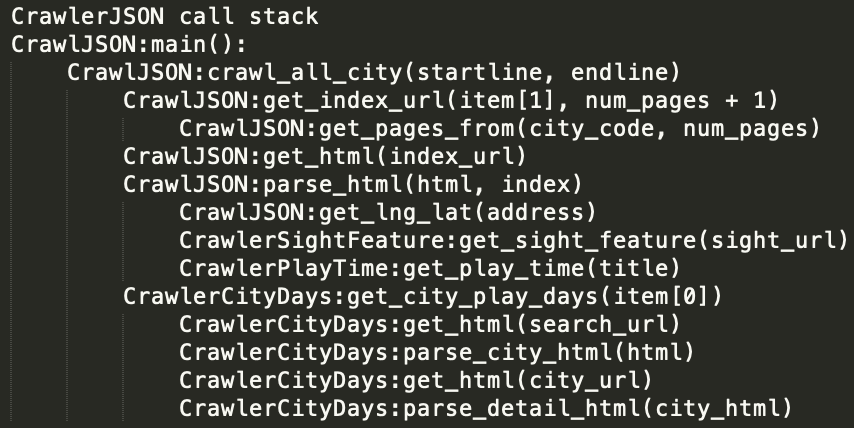 CrawlerJSON call stack
CrawlJSON:main():
CrawlJSON:crawl_all_city(startline, endline)
CrawlJSON:get_index_url(item[1], num_pages + 1)
CrawlJSON:get_pages_from(city_code, num_pages)
CrawlJSON:get_html(index_url)
CrawlJSON:parse_html(html, index)
CrawlJSON:get_lng_lat(address)
CrawlerSightFeature:get_sight_feature(sight_url)
CrawlerPlayTime:get_play_time(title)
CrawlerCityDays:get_city_play_days(item[0])
CrawlerCityDays:get_html(search_url)
CrawlerCityDays:parse_city_html(html)
CrawlerCityDays:get_html(city_url)
CrawlerCityDays:parse_detail_html(city_html)